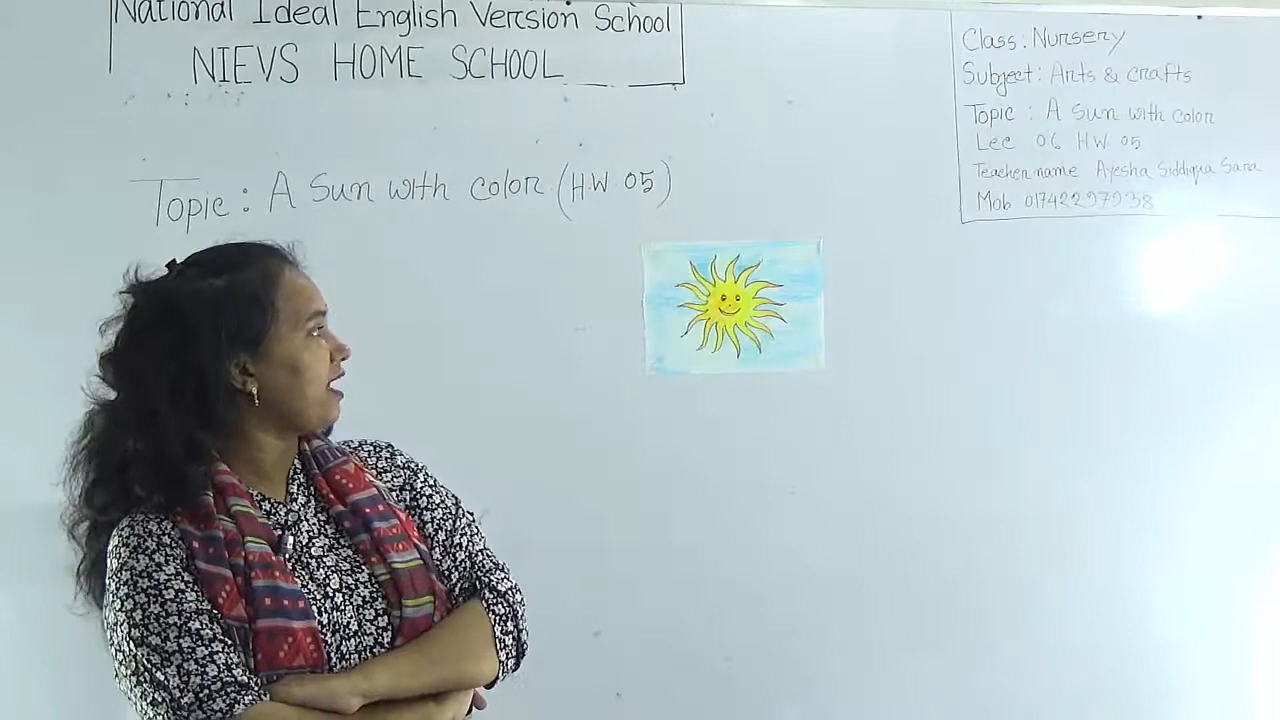 National Ideal English Version School
NIEVS HOME SCHOOL
Topic : A Sun with color (H.W 05)
Class : Nursery
Subject : Arts & crafts
Topic : A Sun with color
Lec 06 HW 05
Teacher name Ayesha Siddiqua Sara
Mob 01742297938